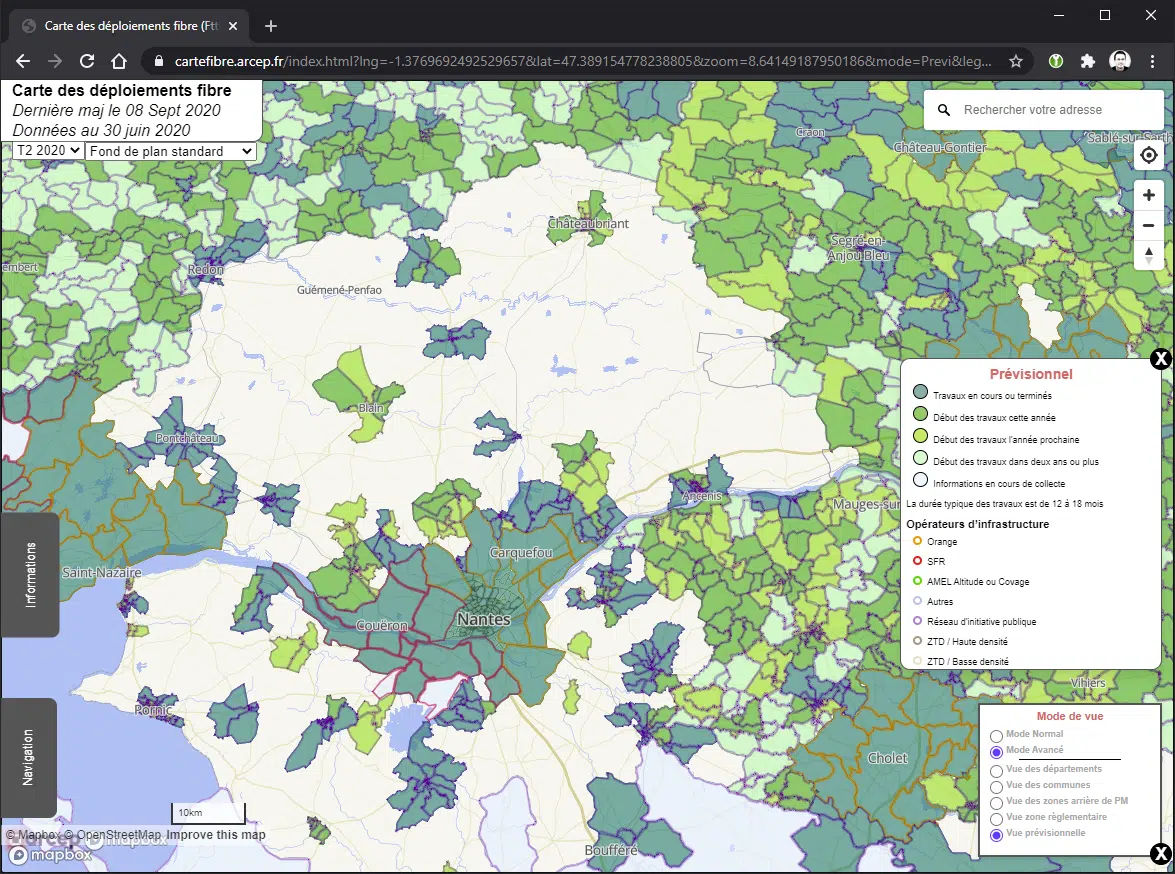 Carte des déploiements fibre (Ftt
cartefibre.arcep.fr/index.html?lng=-1.3769692492529657&lat=47.389154778238805&zoom=8.64149187950186&mode=Previ&leg...
Carte des déploiements fibre
Dernière maj le 08 Sept 2020
Données au 30 juin 2020
T2 2020
Fond de plan standard
Rechercher votre adresse
Craon
Sablé-sur-Sarth
Château-Gontier
Châteaubriant
Segré-en-
Anjou Bleu
embert
Redon
Guémené-Penfao
Blain
Pontchâteau
Ancenis
Mauges-sur
Carquefou
Saint-Nazaire
Nantes
Couëron
Pornic
Vihiers
Cholet
Boufféré
Prévisionnel
Travaux en cours ou terminés
Début des travaux cette année
Début des travaux l'année prochaine
Début des travaux dans deux ans ou plus
Informations en cours de collecte
La durée typique des travaux est de 12 à 18 mois
Opérateurs d'infrastructure
Orange
SFR
AMEL Altitude ou Covage
Autres
Réseau d'initiative publique
ZTD / Haute densité
ZTD / Basse densité
X
Informations
Navigation
Mode de vue
Mode Normal
Mode Avancé
Vue des départements
Vue des communes
Vue des zones arrière de PM
Vue zone règlementaire
Vue prévisionnelle
X
10km
© Mapbox © OpenStreetMap Improve this map
arcep mapbox
mapbox